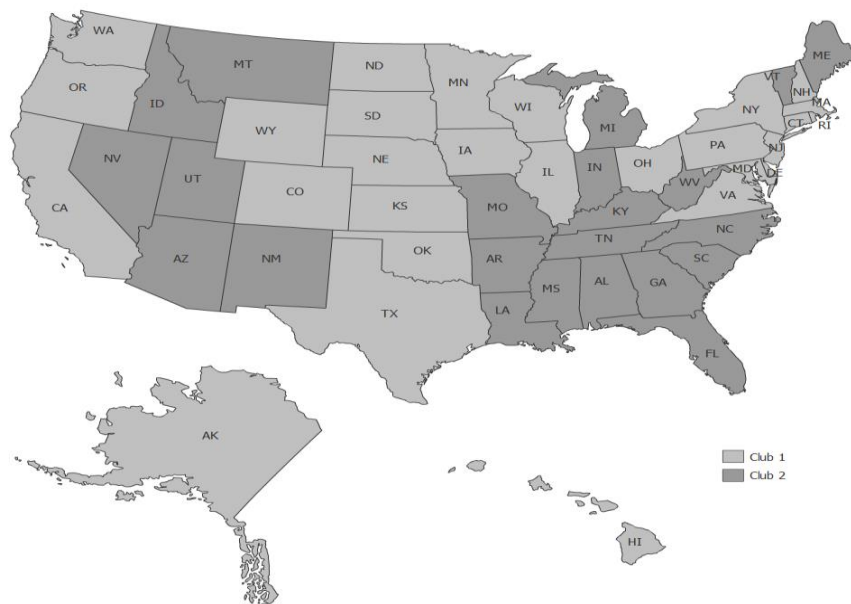 WA
MT
ND
MN
ME
VT
NH
OR
ID
SD
WI
NY
MA
WY
MI
CT
RI
NE
IA
PA
NJ
NV
UT
CO
IL
IN
OH
MD
DE
CA
KS
MO
WV
VA
KY
AZ
NM
OK
AR
TN
NC
SC
TX
LA
MS
AL
GA
FL
AK
Club 1
Club 2
HI